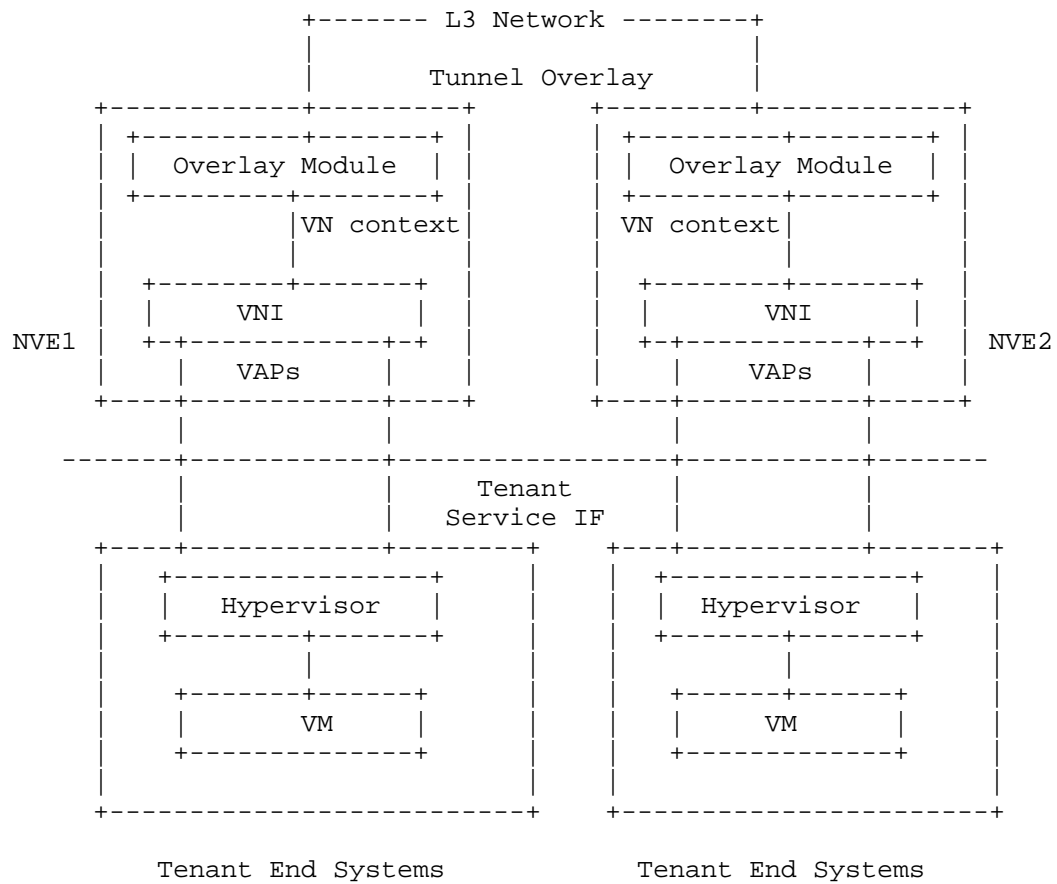 L3 Network
Tunnel Overlay
Overlay Module Overlay Module
VN context VN context
VNI VNI
NVE1 NVE2
VAPs VAPs
Tenant
Service IF
Hypervisor Hypervisor
VM VM
Tenant End Systems Tenant End Systems